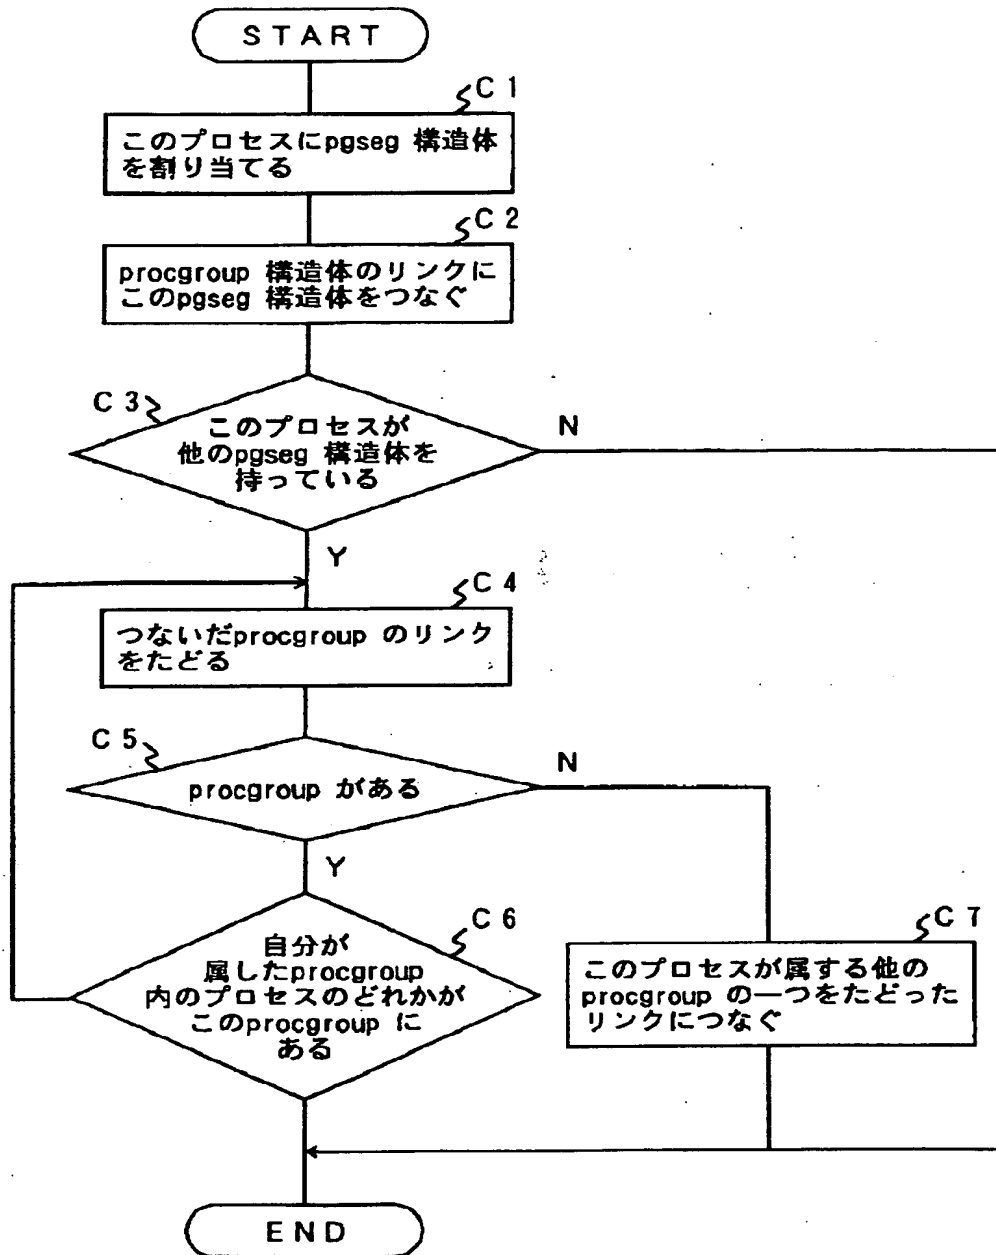 START
C1
このプロセスにpgseg 構造体
を割り当てる
C2
procgroup 構造体のリンクに
このpgseg 構造体をつなぐ
C3
このプロセスが
他のpgseg 構造体を
持っている
N
Y
C4
つないだprocgroup のリンク
をたどる
C5
procgroup がある
N
Y
C6
自分が
属したprocgroup
内のプロセスのどれかが
このprocgroup に
ある
C7
このプロセスが属する他の
procgroup の一つをたどった
リンクにつなぐ
END